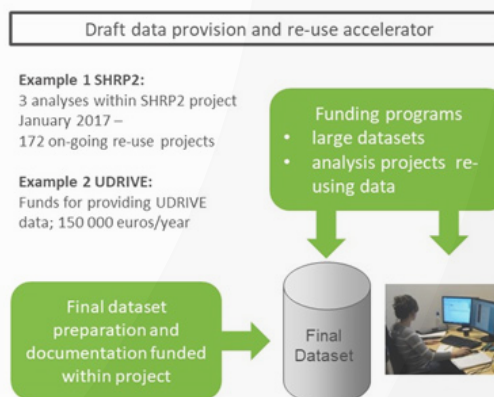 Draft data provision and re-use accelerator
Example 1 SHRP2:
3 analyses within SHRP2 project
January 2017 –
172 on-going re-use projects
Example 2 UDRIVE:
Funds for providing UDRIVE
data; 150 000 euros/year
Funding programs
• large datasets
• analysis projects re-
using data
Final dataset
preparation and
documentation funded
within project
Final
Dataset